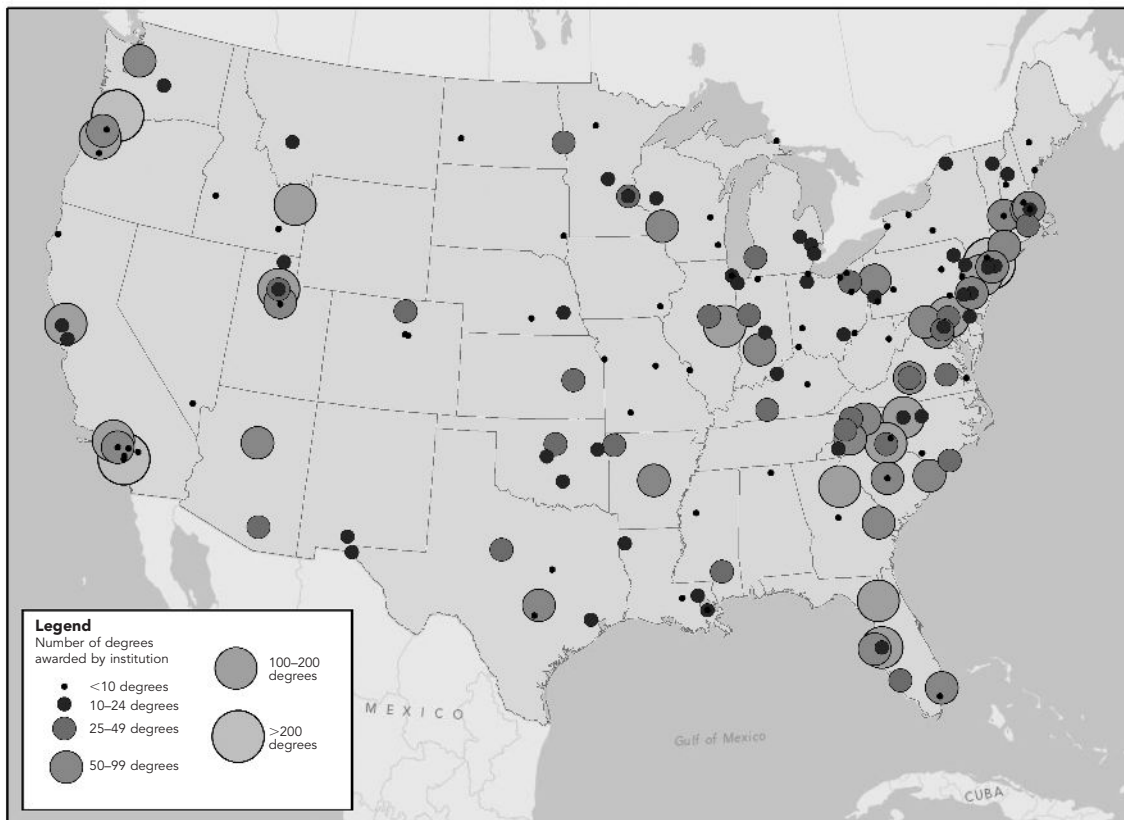 MEXICO
Gulf of Mexico
CUBA
Legend
Number of degrees
awarded by institution
<10 degrees
10–24 degrees
25–49 degrees
50–99 degrees
100–200
degrees
>200
degrees